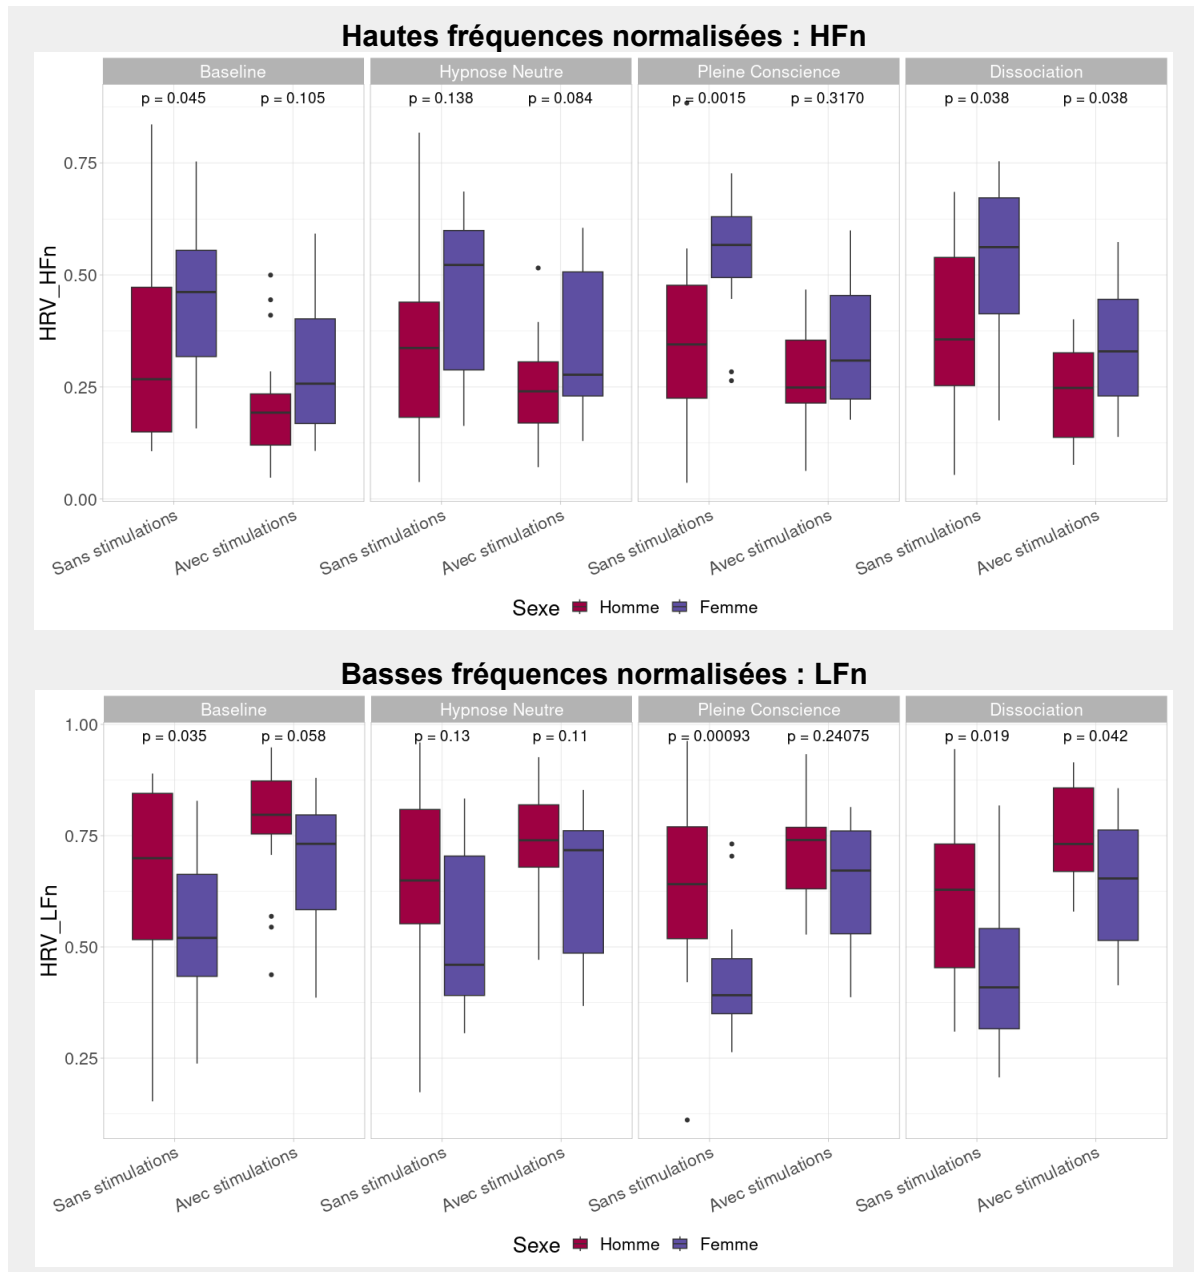 Hautes fréquences normalisées : HFn
Baseline Hypnose Neutre Pleine Conscience Dissociation
p = 0.045 p = 0.105 p = 0.138 p = 0.084 p = 0.0015 p = 0.3170 p = 0.038 p = 0.038
HRV_HFn
0.75
0.50
0.25
0.00
Sans stimulations Avec stimulations Sans stimulations Avec stimulations Sans stimulations Avec stimulations Sans stimulations Avec stimulations
Sexe Homme Femme
Basses fréquences normalisées : LFn
Baseline Hypnose Neutre Pleine Conscience Dissociation
1.00
p = 0.035 p = 0.058 p = 0.13 p = 0.11 p = 0.00093 p = 0.24075 p = 0.019 p = 0.042
HRV_LFn
0.75
0.50
0.25
Sans stimulations Avec stimulations Sans stimulations Avec stimulations Sans stimulations Avec stimulations Sans stimulations Avec stimulations
Sexe Homme Femme